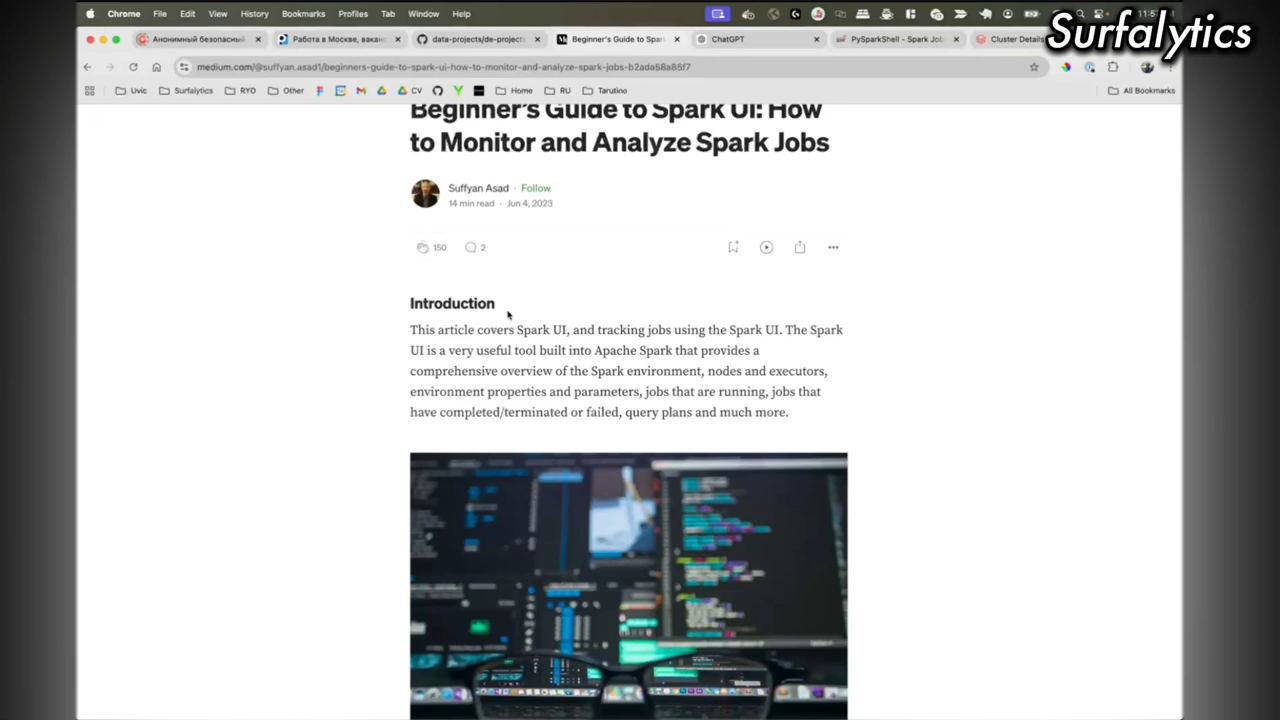 Chrome File Edit View History Bookmarks Profiles Tab Window Help
Surfalytics
Анонимный безопасный
Работа в Москве, вакан
data-projects/de-project
Beginner's Guide to Spar
ChatGPT
PySparkShell - Spark Job
Cluster Details
medium.com/@suffyan.asad1/beginners-guide-to-spark-ui-how-to-monitor-and-analyze-spark-jobs-b2ada58a85f7
Uvic Surfalytics RYD Other CV Home RU Tarutino All Bookmarks
Beginner's Guide to Spark UI: How
to Monitor and Analyze Spark Jobs
Suffyan Asad · Follow
14 min read · Jun 4, 2023
150 2
Introduction
This article covers Spark UI, and tracking jobs using the Spark UI. The Spark
UI is a very useful tool built into Apache Spark that provides a
comprehensive overview of the Spark environment, nodes and executors,
environment properties and parameters, jobs that are running, jobs that
have completed/terminated or failed, query plans and much more.